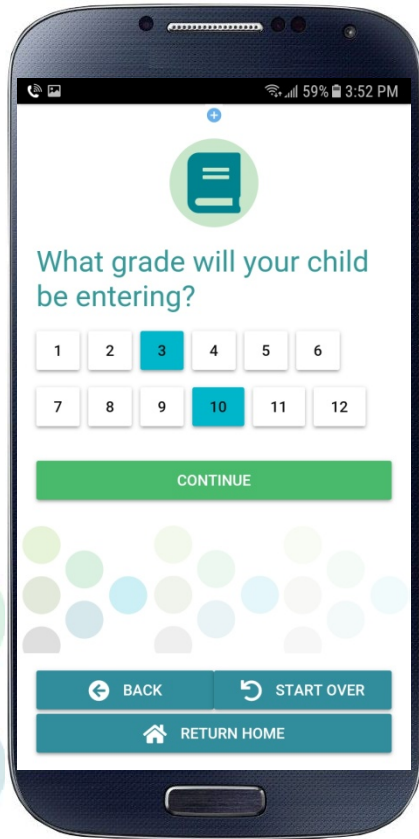 59% 3:52 PM
What grade will your child
be entering?
1 2 3 4 5 6
7 8 9 10 11 12
CONTINUE
BACK START OVER
RETURN HOME